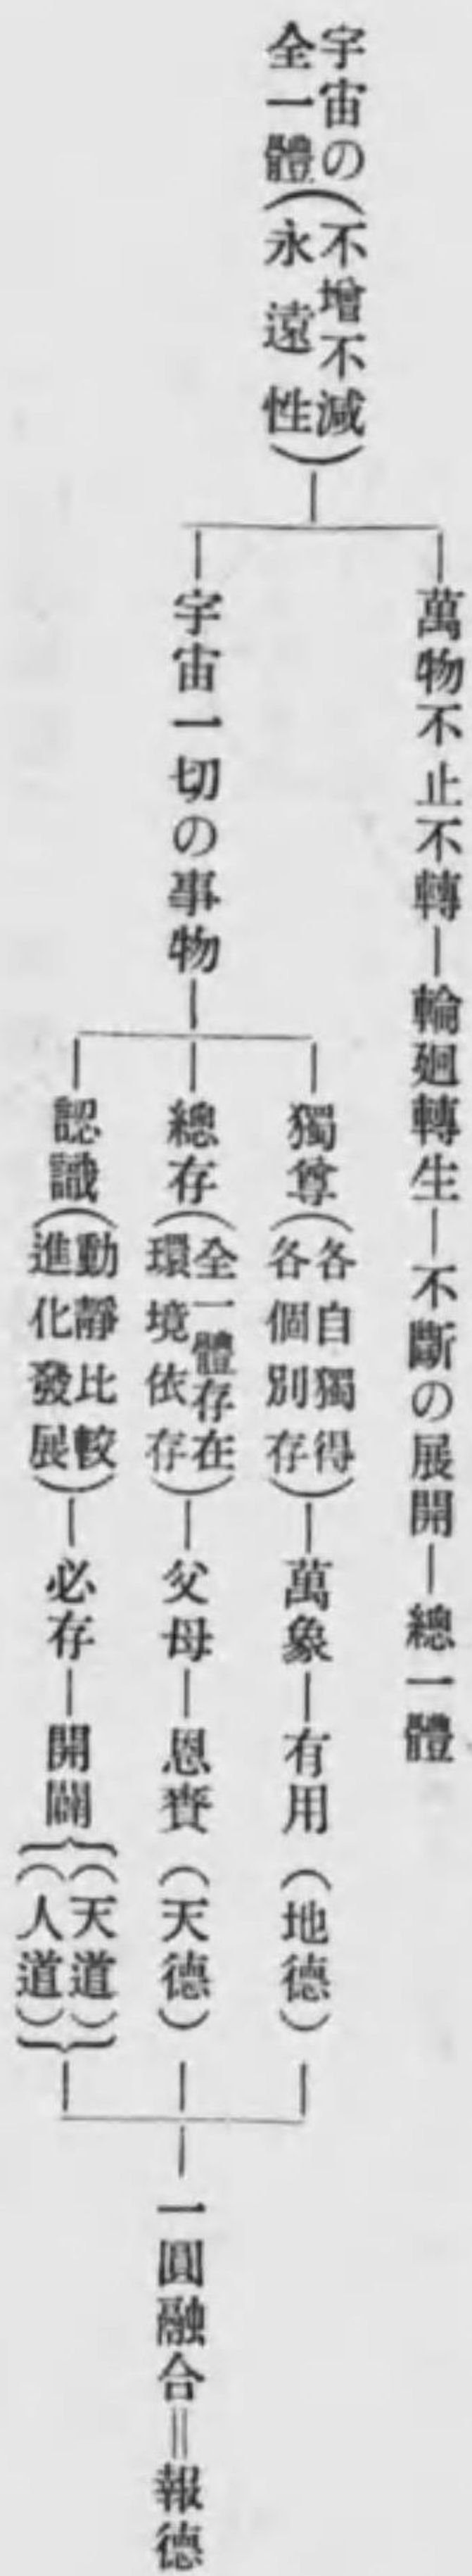 宇宙の全一體(不增不減 永遠性)
萬物不止不轉―輪廻轉生―不斷の展開―總一體
宇宙一切の事物
獨尊(各自獨得 各個別存)―萬象―有用(地德)
總存(全一體存在 環境依存)―父母―恩賚(天德)
認識(動靜比較 進化發展)―必存―開闢{(天道)(人道)}
一圓融合＝報德